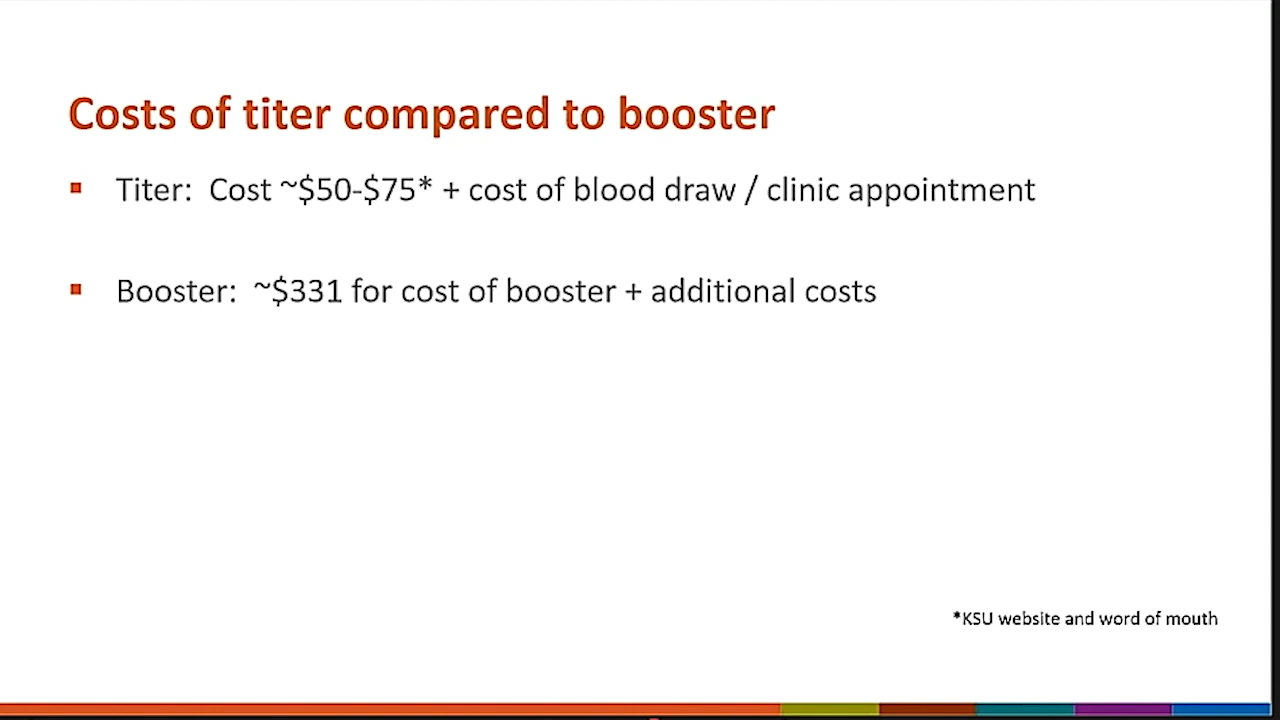 Costs of titer compared to booster
Titer:  Cost ~$50-$75* + cost of blood draw / clinic appointment
Booster:  ~$331 for cost of booster + additional costs
*KSU website and word of mouth